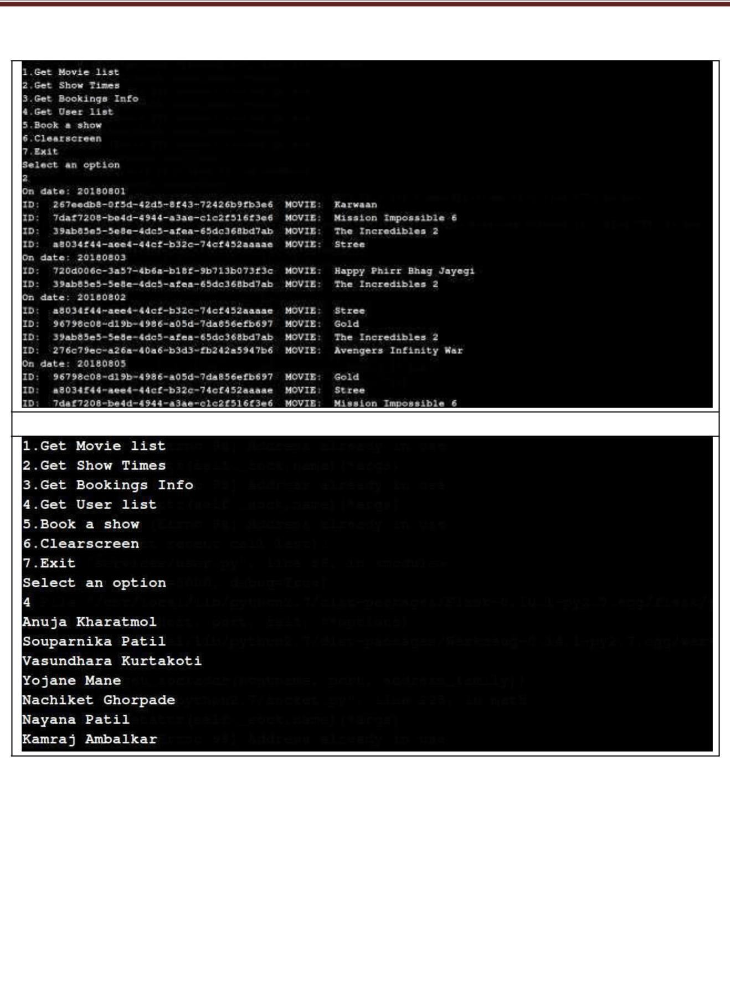 1.Get Movie list
2.Get Show Times
3.Get Bookings Info
4.Get User list
5.Book a show
6.Clearscreen
7.Exit
Select an option
2
On date: 20180801
ID: 267eedb8-0f5d-42d5-8f43-72426b9fb3e6 MOVIE: Karwaan
ID: 7daf7208-be4d-4944-a3ae-c1c2f516f3e6 MOVIE: Mission Impossible 6
ID: 39ab85e5-5e8e-4dc5-afea-65dc368bd7ab MOVIE: The Incredibles 2
ID: a8034f44-aee4-44cf-b32c-74cf452aaaae MOVIE: Stree
On date: 20180803
ID: 720d006c-3a57-4b6a-b18f-9b713b073f3c MOVIE: Happy Phirr Bhag Jayegi
ID: 39ab85e5-5e8e-4dc5-afea-65dc368bd7ab MOVIE: The Incredibles 2
On date: 20180802
ID: a8034f44-aee4-44cf-b32c-74cf452aaaae MOVIE: Stree
ID: 96798c08-d19b-4986-a05d-7da856efb697 MOVIE: Gold
ID: 39ab85e5-5e8e-4dc5-afea-65dc368bd7ab MOVIE: The Incredibles 2
ID: 276c79ec-a26a-40a6-b3d3-fb242a5947b6 MOVIE: Avengers Infinity War
On date: 20180805
ID: 96798c08-d19b-4986-a05d-7da856efb697 MOVIE: Gold
ID: a8034f44-aee4-44cf-b32c-74cf452aaaae MOVIE: Stree
ID: 7daf7208-be4d-4944-a3ae-c1c2f516f3e6 MOVIE: Mission Impossible 6
1.Get Movie list
2.Get Show Times
3.Get Bookings Info
4.Get User list
5.Book a show
6.Clearscreen
7.Exit
Select an option
4
Anuja Kharatmol
Souparnika Patil
Vasundhara Kurtakoti
Yojane Mane
Nachiket Ghorpade
Nayana Patil
Kamraj Ambalkar